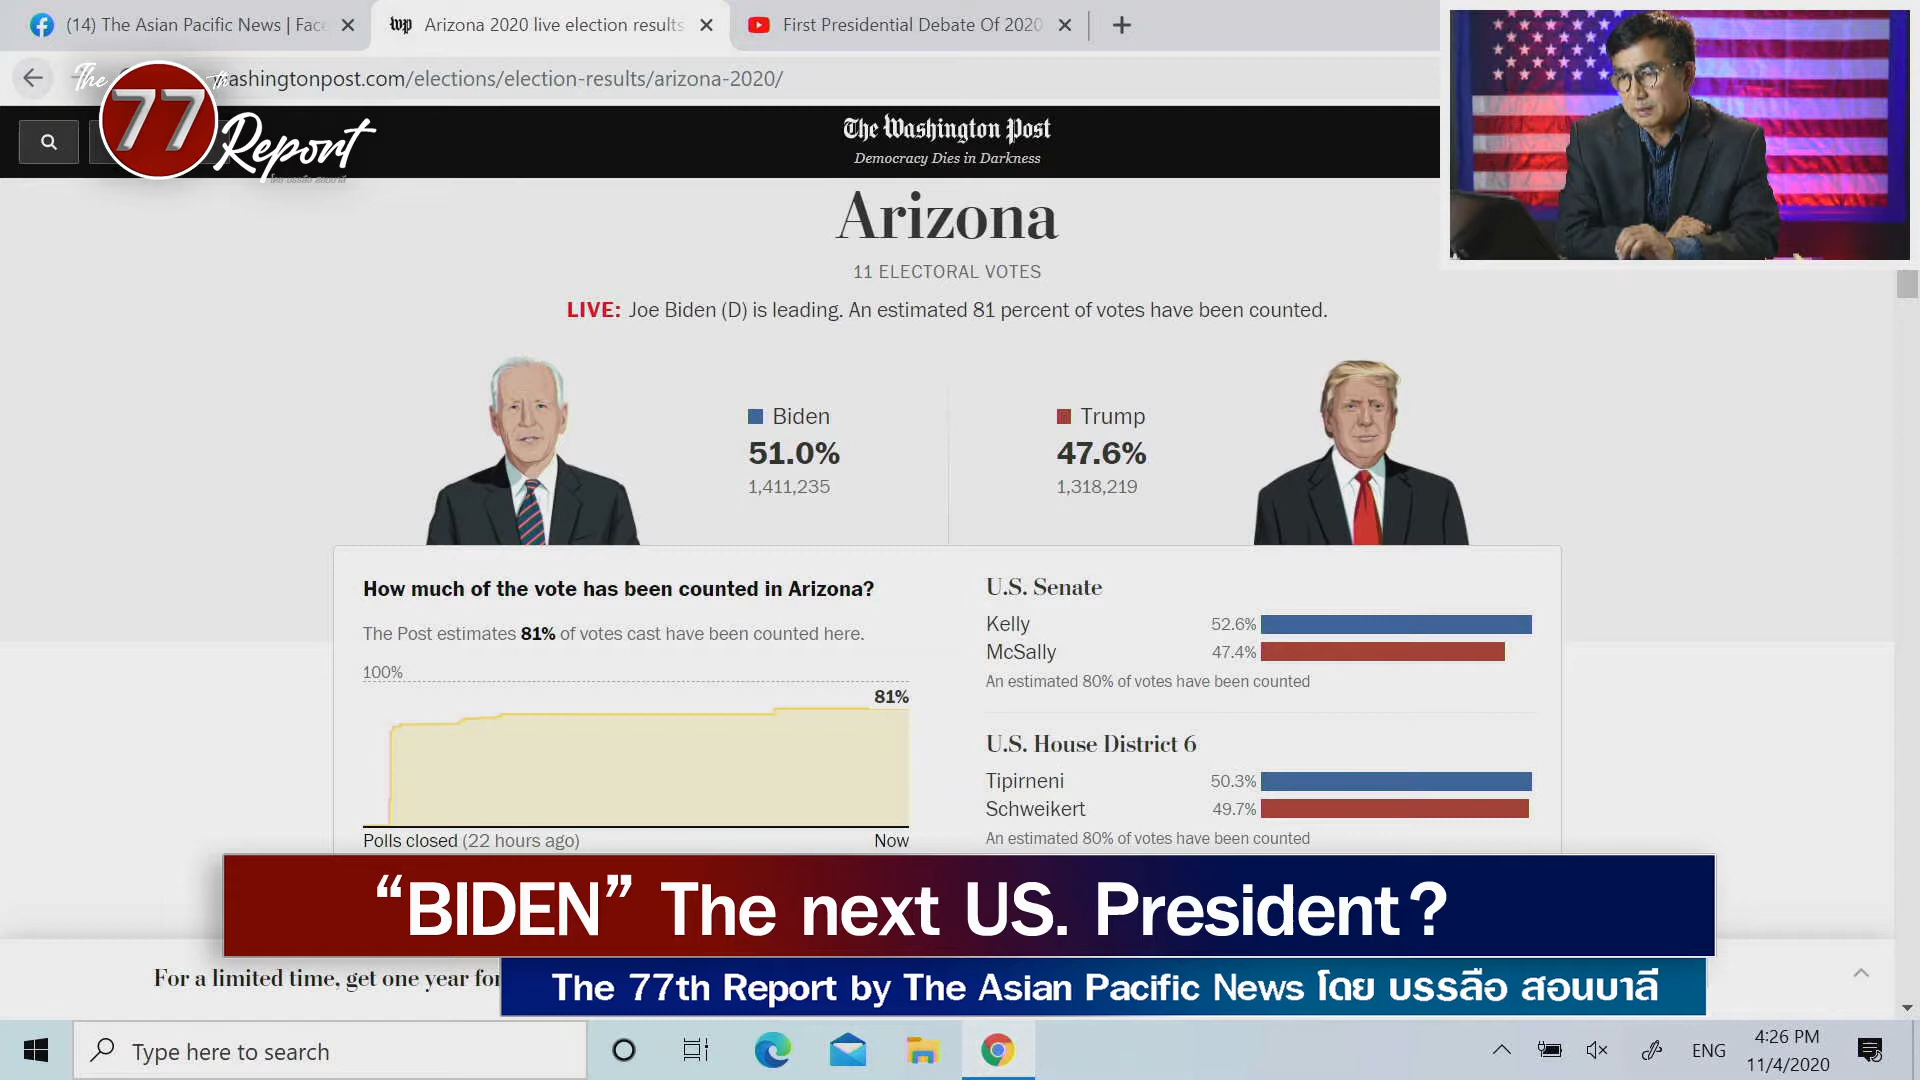 (14) The Asian Pacific News | Fac
Arizona 2020 live election results
First Presidential Debate Of 2020
ashingtonpost.com/elections/election-results/arizona-2020/
The
77
th
Report
The Washington Post
Democracy Dies in Darkness
Arizona
11 ELECTORAL VOTES
LIVE: Joe Biden (D) is leading. An estimated 81 percent of votes have been counted.
Biden
51.0%
1,411,235
Trump
47.6%
1,318,219
How much of the vote has been counted in Arizona?
The Post estimates 81% of votes cast have been counted here.
100%
81%
Polls closed (22 hours ago)
Now
U.S. Senate
Kelly 52.6%
McSally 47.4%
An estimated 80% of votes have been counted
U.S. House District 6
Tipirneni 50.3%
Schweikert 49.7%
An estimated 80% of votes have been counted
“BIDEN” The next US. President?
For a limited time, get one year for
The 77th Report by The Asian Pacific News โดย บรรลือ สอนบาลี
Type here to search
ENG
4:26 PM
11/4/2020